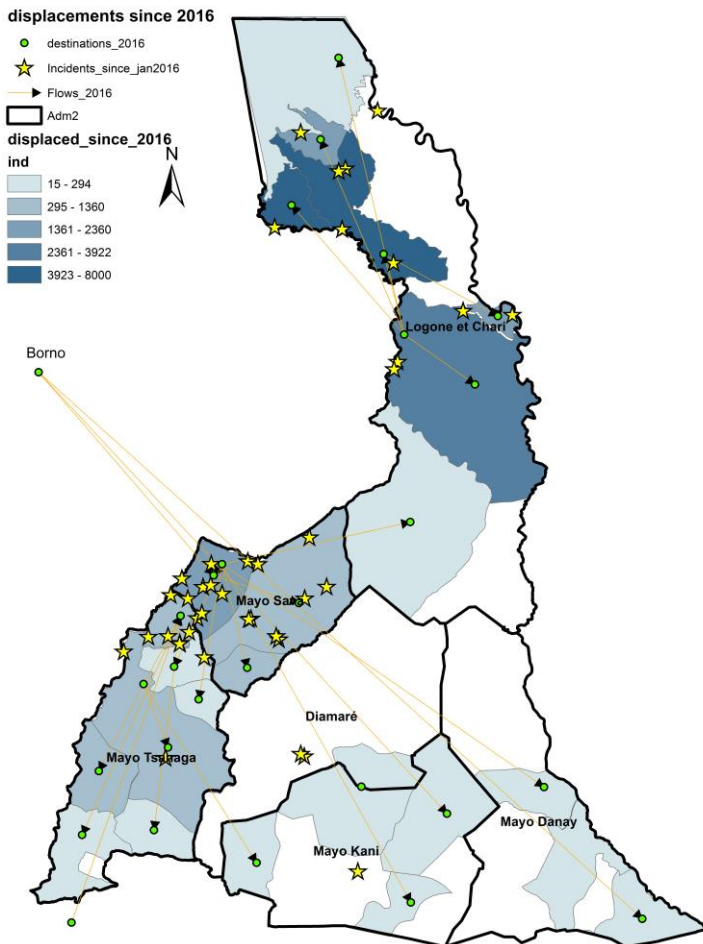 displacements since 2016
destinations_2016
Incidents_since_jan2016
Flows_2016
Adm2
displaced_since_2016
ind
N
15 - 294
295 - 1360
1361 - 2360
2361 - 3922
3923 - 8000
Logone et Chari
Borno
Mayo Sava
Diamaré
Mayo Tsanaga
Mayo Danay
Mayo Kani